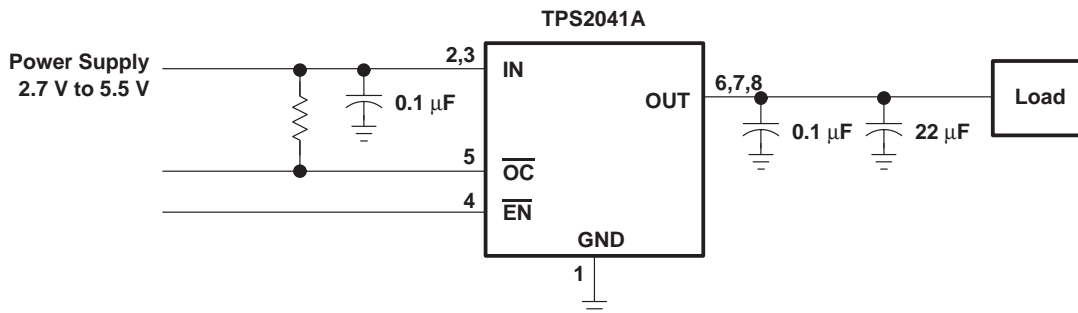 TPS2041A
Power Supply
2.7 V to 5.5 V
2,3
IN
0.1 μF
6,7,8
OUT
Load
0.1 μF
22 μF
5
OC
4
EN
GND
1